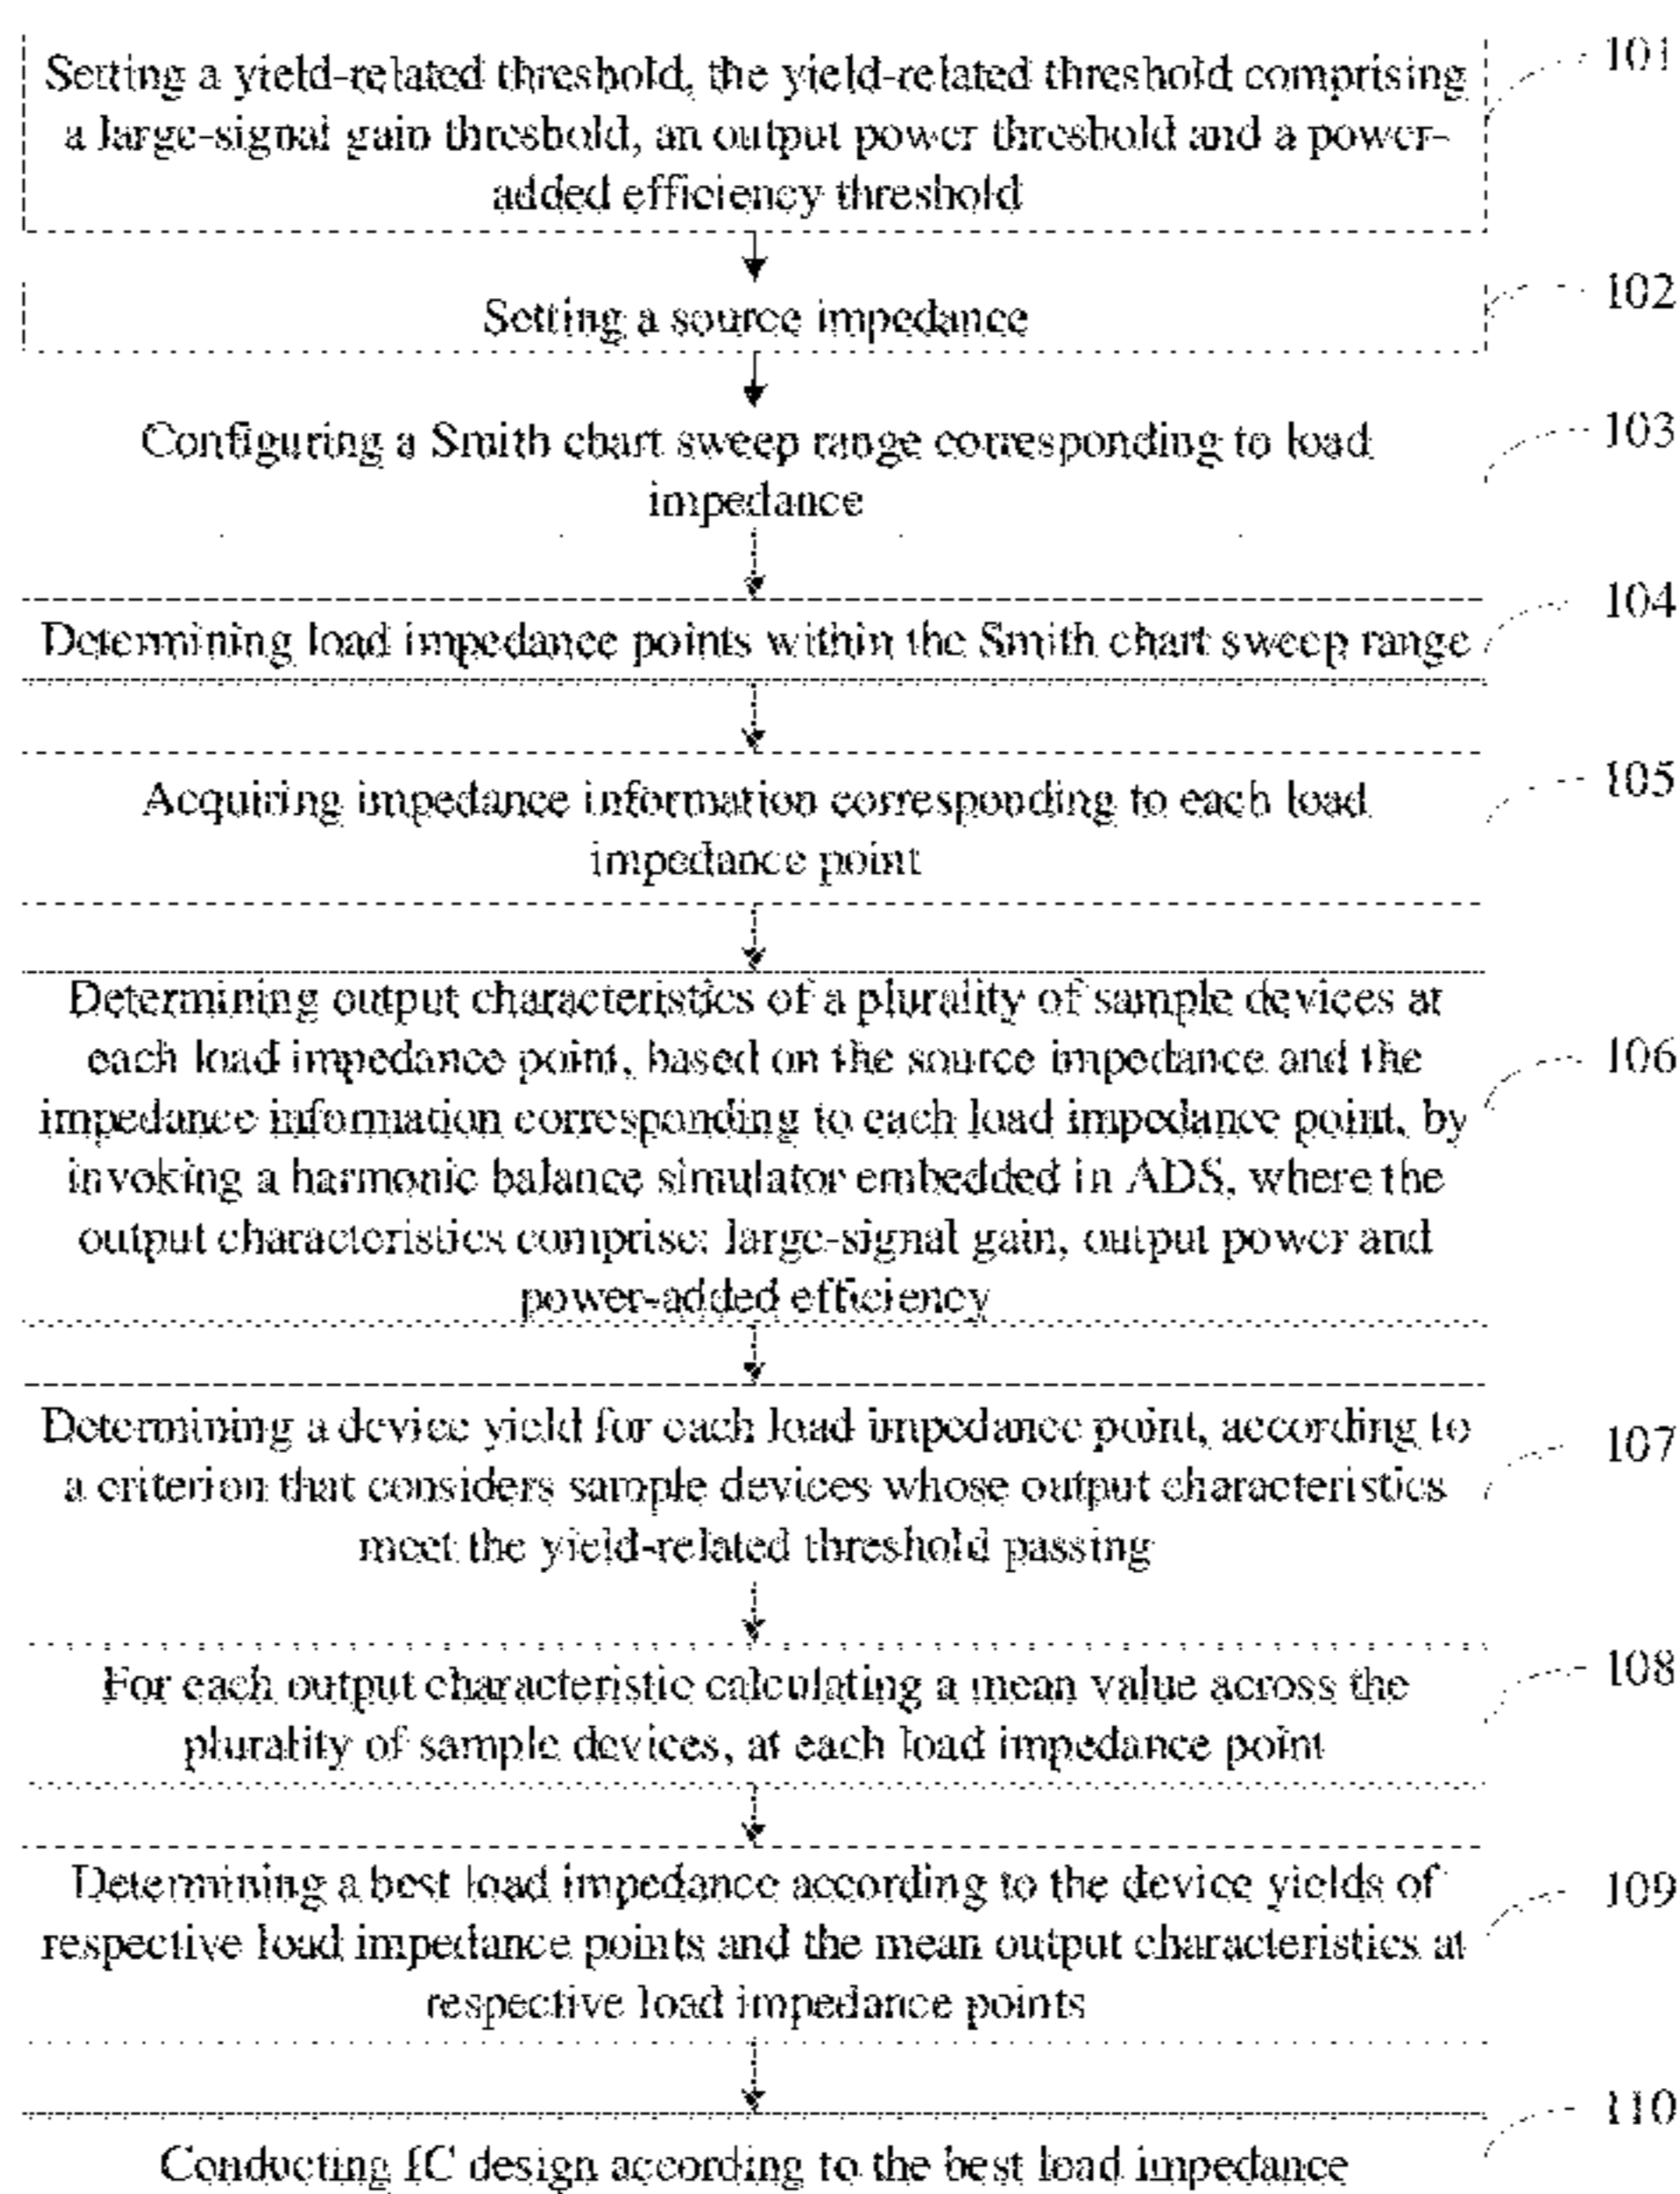 Setting a yield-related threshold, the yield-related threshold comprising
a large-signal gain threshold, an output power threshold and a power-
added efficiency threshold
101
Setting a source impedance
102
Configuring a Smith chart sweep range corresponding to load
impedance
103
Determining load impedance points within the Smith chart sweep range
104
Acquiring impedance information corresponding to each load
impedance point
105
Determining output characteristics of a plurality of sample devices at
each load impedance point, based on the source impedance and the
impedance information corresponding to each load impedance point, by
invoking a harmonic balance simulator embedded in ADS, where the
output characteristics comprise: large-signal gain, output power and
power-added efficiency
106
Determining a device yield for each load impedance point, according to
a criterion that considers sample devices whose output characteristics
meet the yield-related threshold passing
107
For each output characteristic calculating a mean value across the
plurality of sample devices, at each load impedance point
108
Determining a best load impedance according to the device yields of
respective load impedance points and the mean output characteristics at
respective load impedance points
109
Conducting IC design according to the best load impedance
110